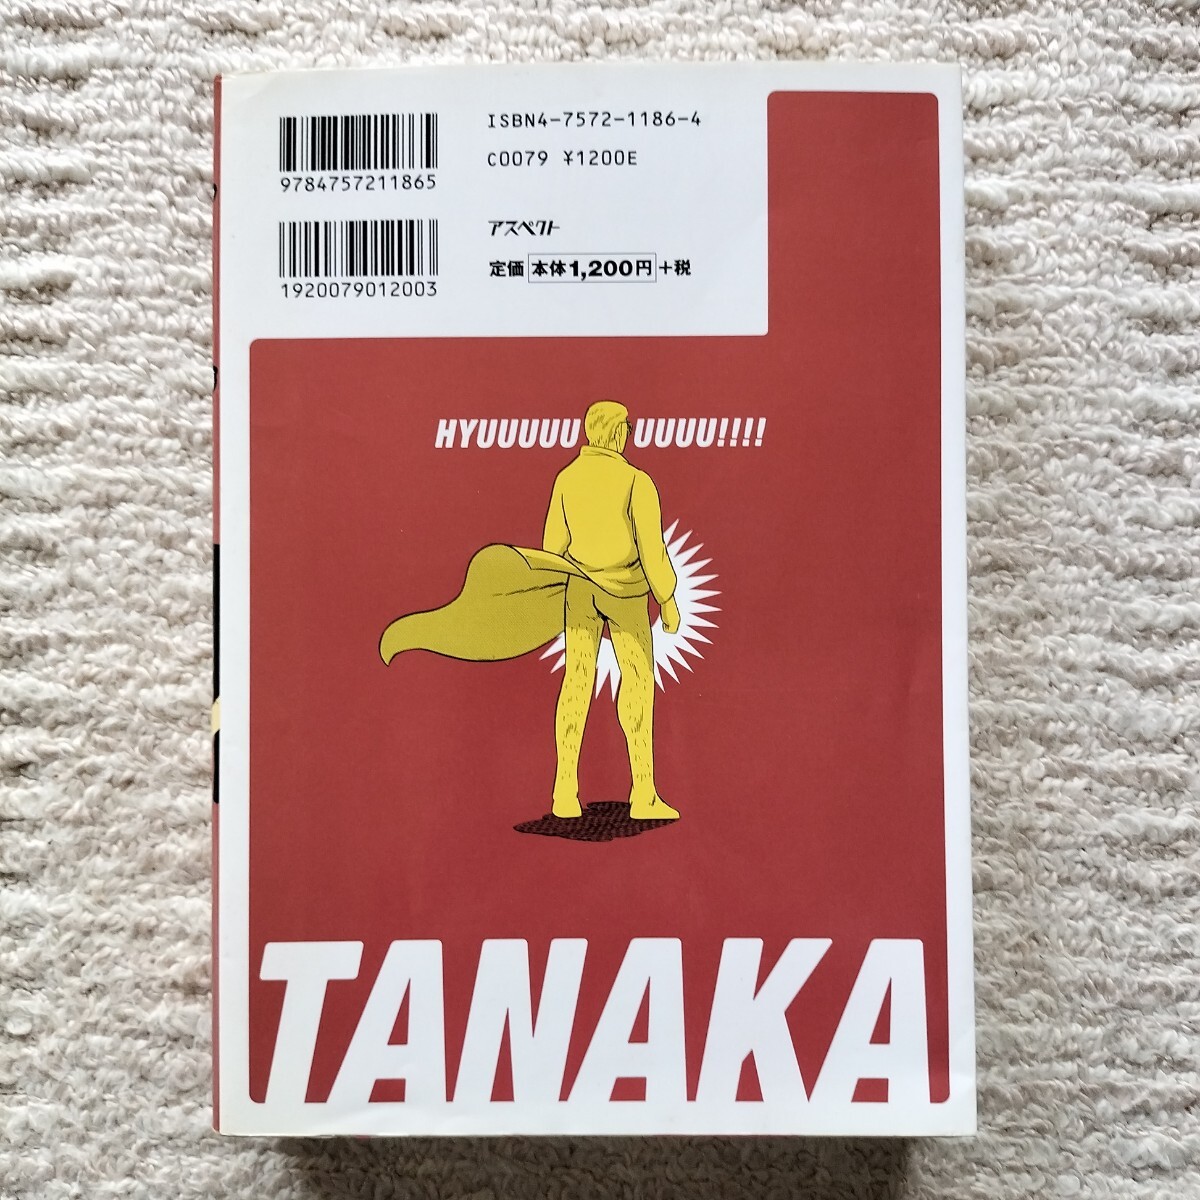 9784757211865
ISBN4-7572-1186-4
C0079 ¥1200E
1920079012003
アスペクト
定価 本体1,200円 +税
HYUUUUU UUUU!!!!
TANAKA